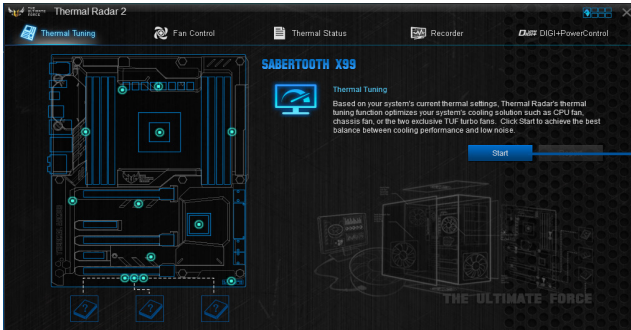 THE ULTIMATE FORCE
Thermal Radar 2
Thermal Tuning
Fan Control
Thermal Status
Recorder
DIGI+ DIGI+PowerControl
SABERTOOTH X99
Thermal Tuning
Based on your system's current thermal settings, Thermal Radar's thermal
tuning function optimizes your system's cooling solution such as CPU fan,
chassis fan, or the two exclusive TUF turbo fans. Click Start to achieve the best
balance between cooling performance and low noise.
Start
? ? ?
THE ULTIMATE FORCE